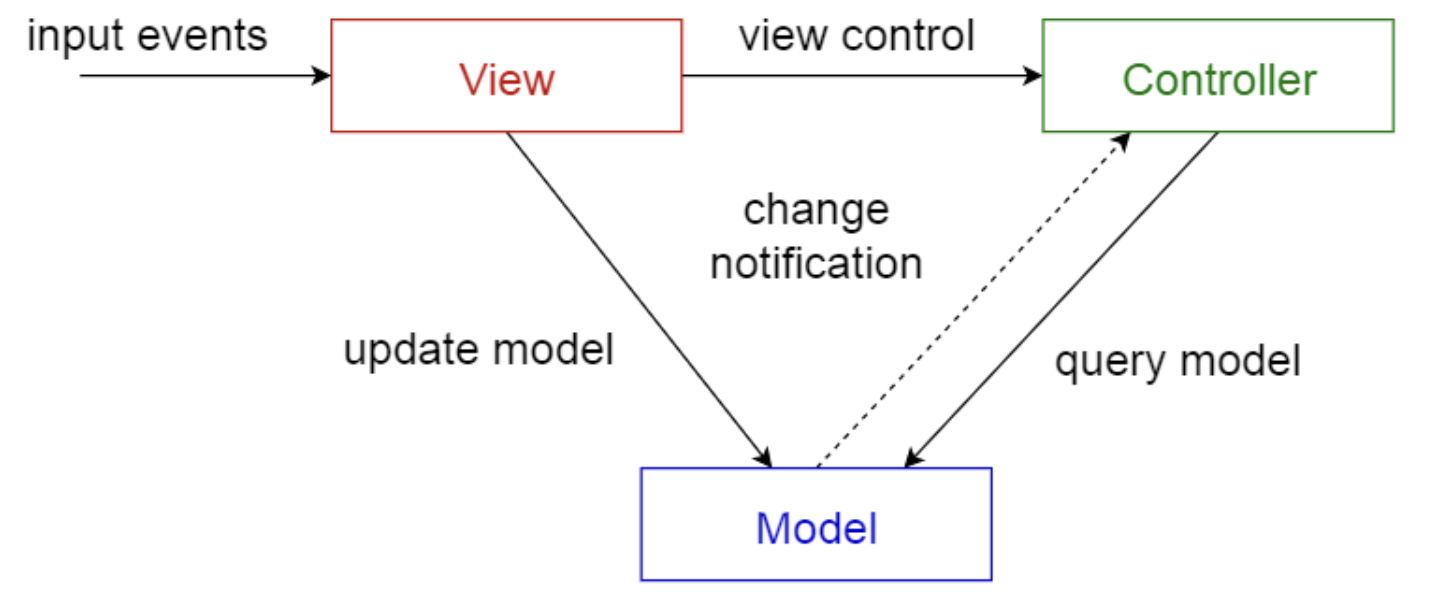 input events
View
view control
Controller
change
notification
update model
query model
Model